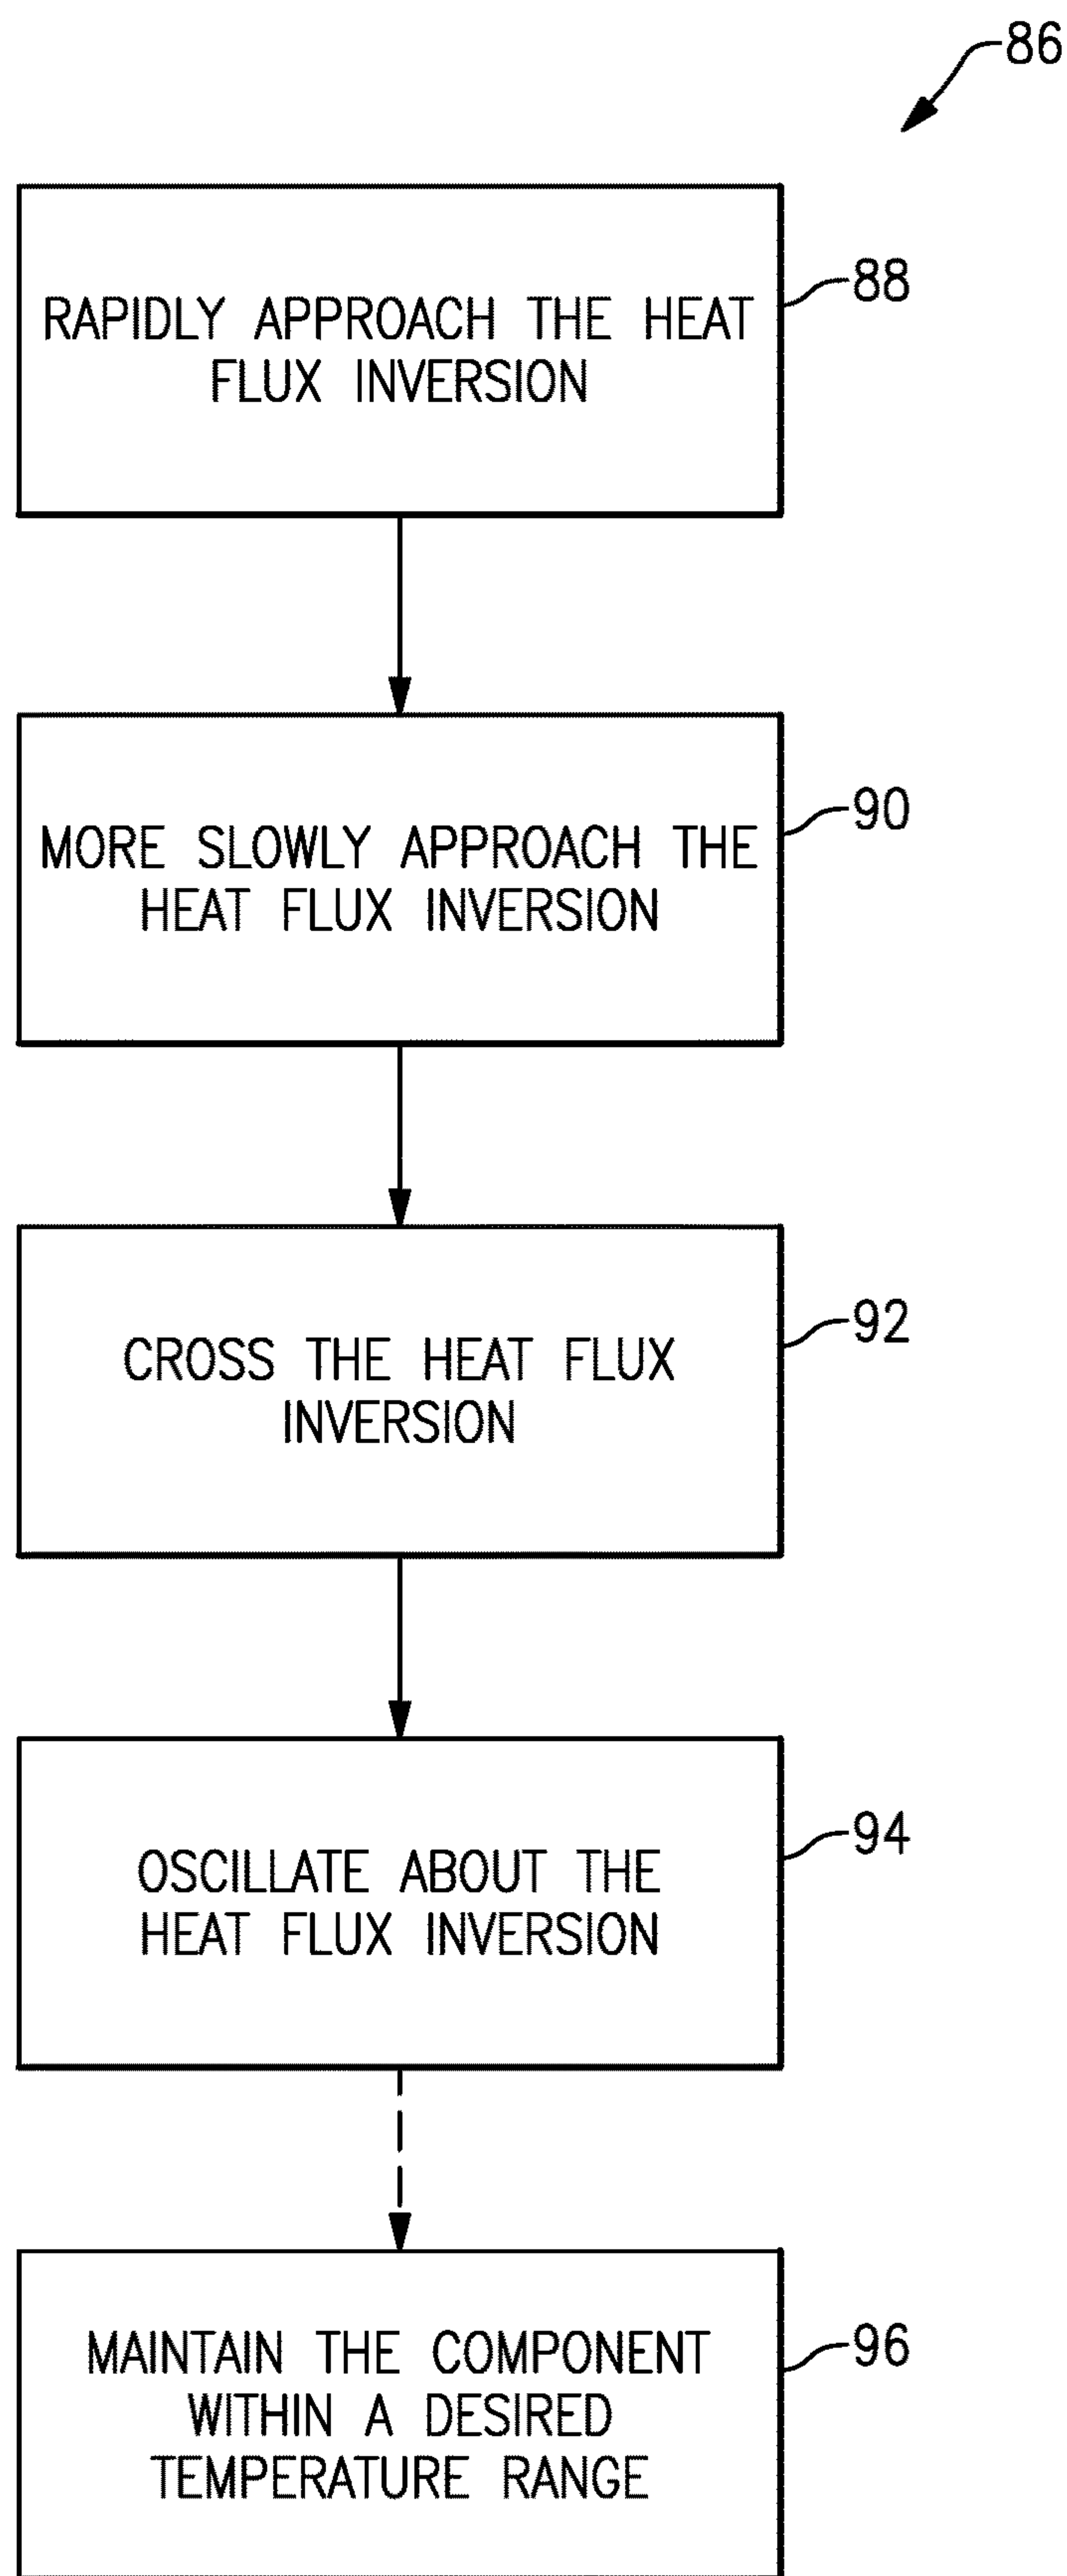 86
RAPIDLY APPROACH THE HEAT
FLUX INVERSION
88
MORE SLOWLY APPROACH THE
HEAT FLUX INVERSION
90
CROSS THE HEAT FLUX
INVERSION
92
OSCILLATE ABOUT THE
HEAT FLUX INVERSION
94
MAINTAIN THE COMPONENT
WITHIN A DESIRED
TEMPERATURE RANGE
96